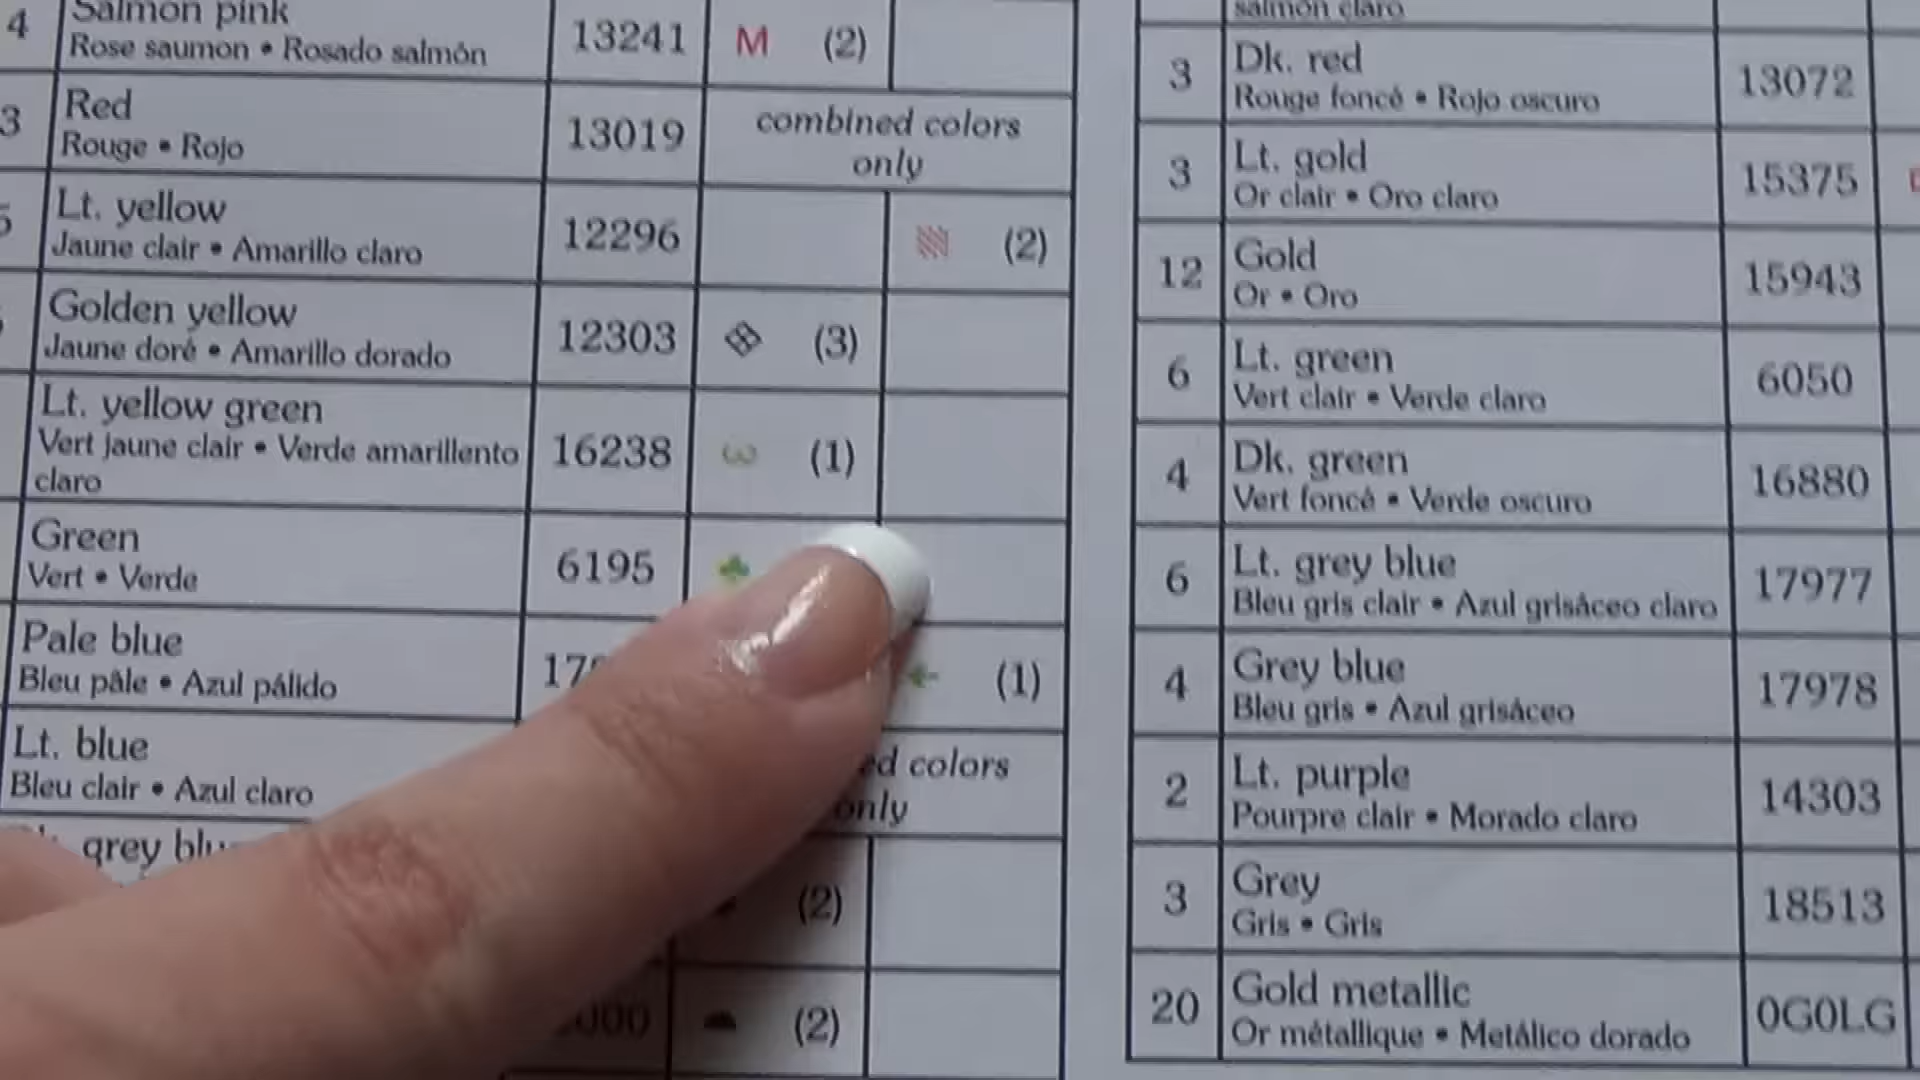 4 Salmon pink 13241 M (2)
Rose saumon • Rosado salmón
3 Red 13019 combined colors
Rouge • Rojo only
5 Lt. yellow 12296 (2)
Jaune clair • Amarillo claro
Golden yellow 12303 (3)
Jaune doré • Amarillo dorado
Lt. yellow green 16238 (1)
Vert jaune clair • Verde amarillento
claro
Green 6195
Vert • Verde
Pale blue (1)
Bleu pâle • Azul pálido
Lt. blue colors
Bleu clair • Azul claro only
grey (2)
(2)
salmón claro
3 Dk. red 13072
Rouge foncé • Rojo oscuro
3 Lt. gold 15375
Or clair • Oro claro
12 Gold 15943
Or • Oro
6 Lt. green 6050
Vert clair • Verde claro
4 Dk. green 16880
Vert foncé • Verde oscuro
6 Lt. grey blue 17977
Bleu gris clair • Azul grisáceo claro
4 Grey blue 17978
Bleu gris • Azul grisáceo
2 Lt. purple 14303
Pourpre clair • Morado claro
3 Grey 18513
Gris • Gris
20 Gold metallic 0G0LG
Or métallique • Metálico dorado